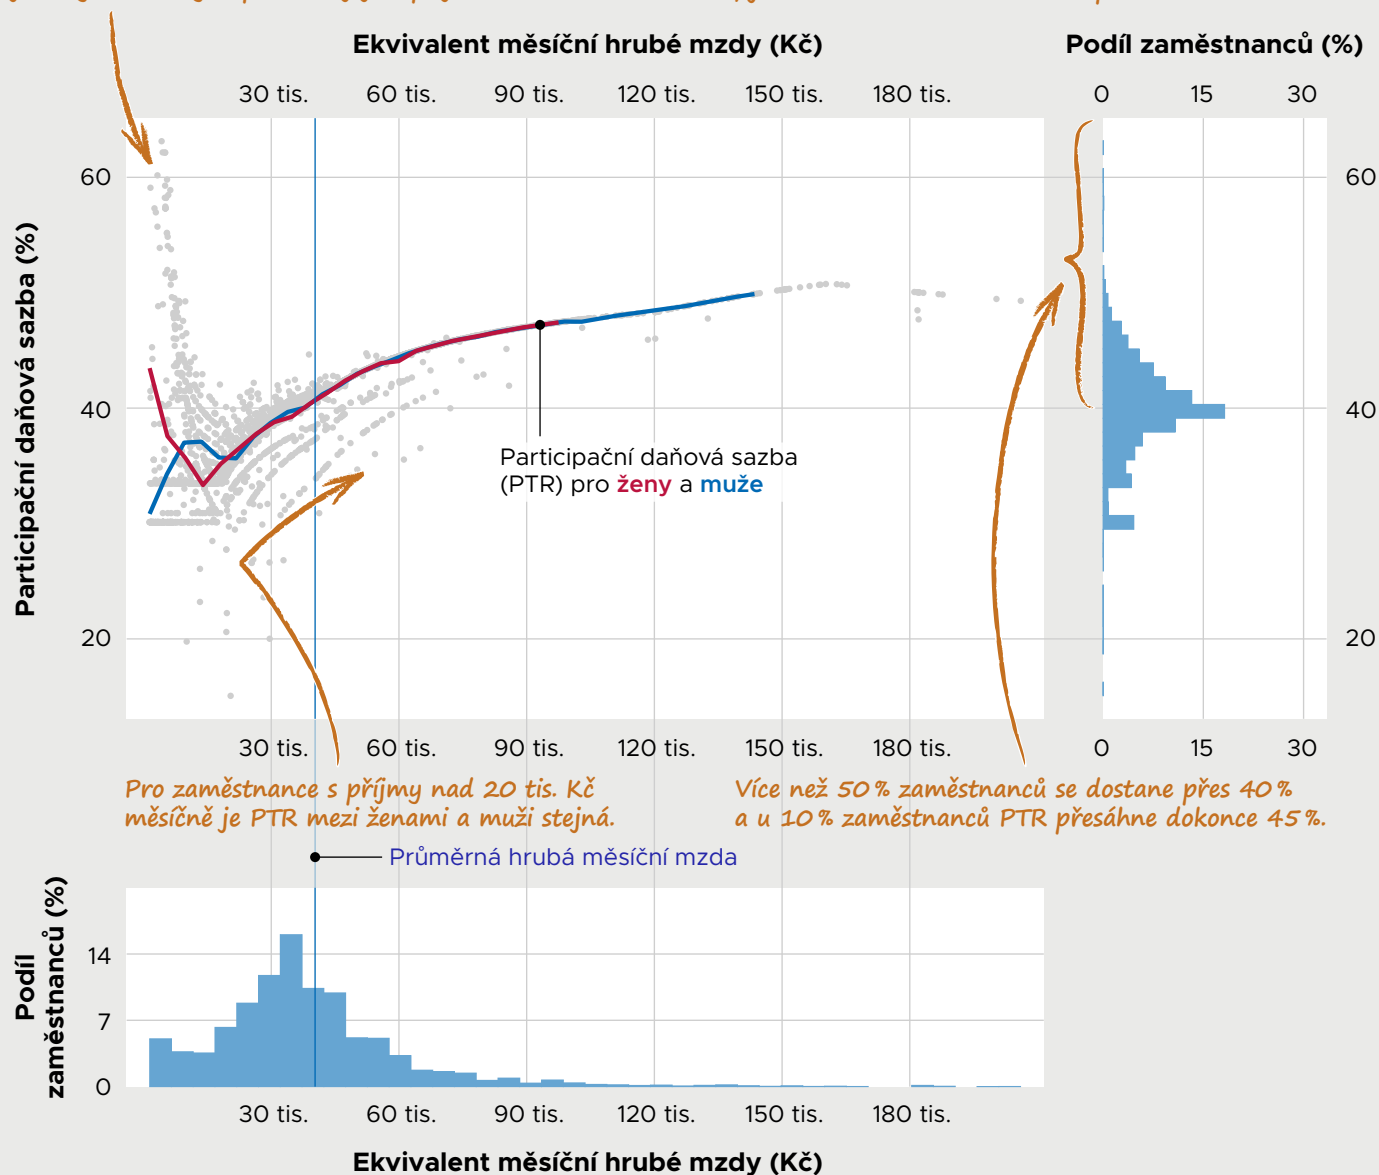 Ekvivalent měsíční hrubé mzdy (Kč)
Podíl zaměstnanců (%)
30 tis. 60 tis. 90 tis. 120 tis. 150 tis. 180 tis.
0 15 30
Participační daňová sazba (%)
60
40
20
60
40
20
Participační daňová sazba
(PTR) pro ženy a muže
30 tis. 60 tis. 90 tis. 120 tis. 150 tis. 180 tis.
0 15 30
Pro zaměstnance s příjmy nad 20 tis. Kč
měsíčně je PTR mezi ženami a muži stejná.
Více než 50 % zaměstnanců se dostane přes 40 %
a u 10 % zaměstnanců PTR přesáhne dokonce 45 %.
Průměrná hrubá měsíční mzda
Podíl
zaměstnanců (%)
14
7
0
30 tis. 60 tis. 90 tis. 120 tis. 150 tis. 180 tis.
Ekvivalent měsíční hrubé mzdy (Kč)